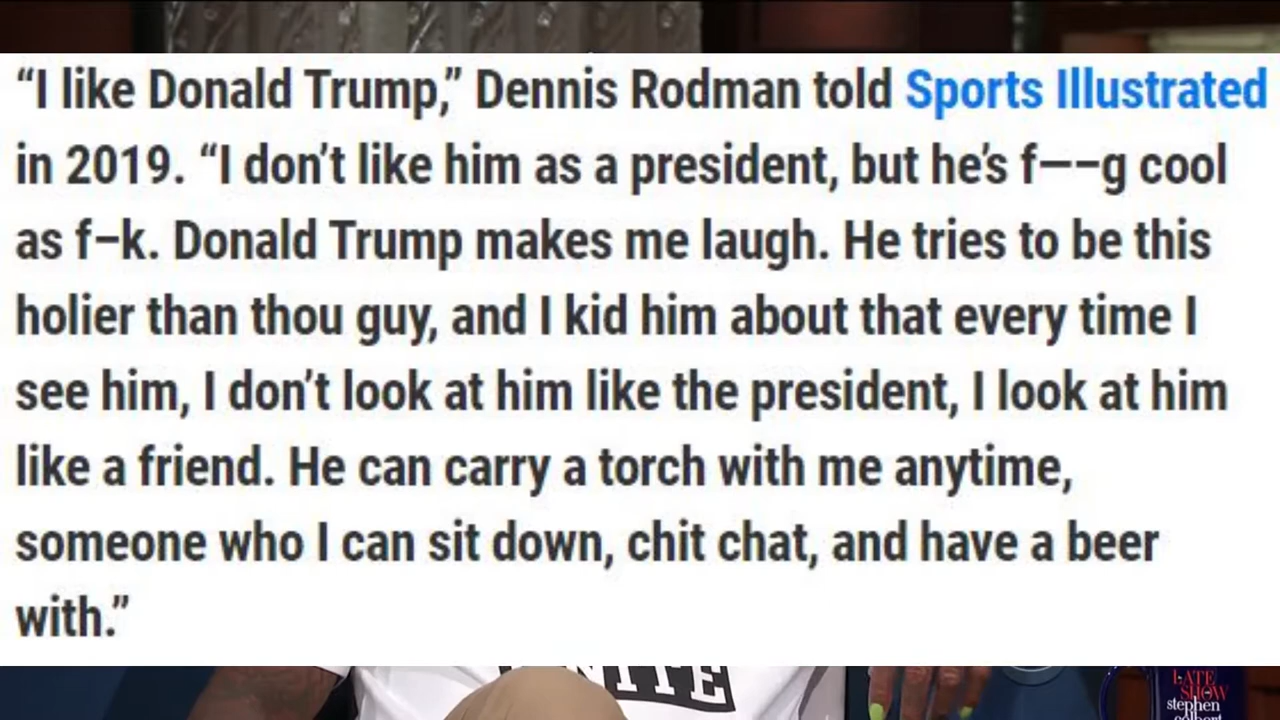 “I like Donald Trump,” Dennis Rodman told Sports Illustrated
in 2019. “I don’t like him as a president, but he’s f––g cool
as f–k. Donald Trump makes me laugh. He tries to be this
holier than thou guy, and I kid him about that every time I
see him, I don’t look at him like the president, I look at him
like a friend. He can carry a torch with me anytime,
someone who I can sit down, chit chat, and have a beer
with.”
LATE
SHOW
stephen